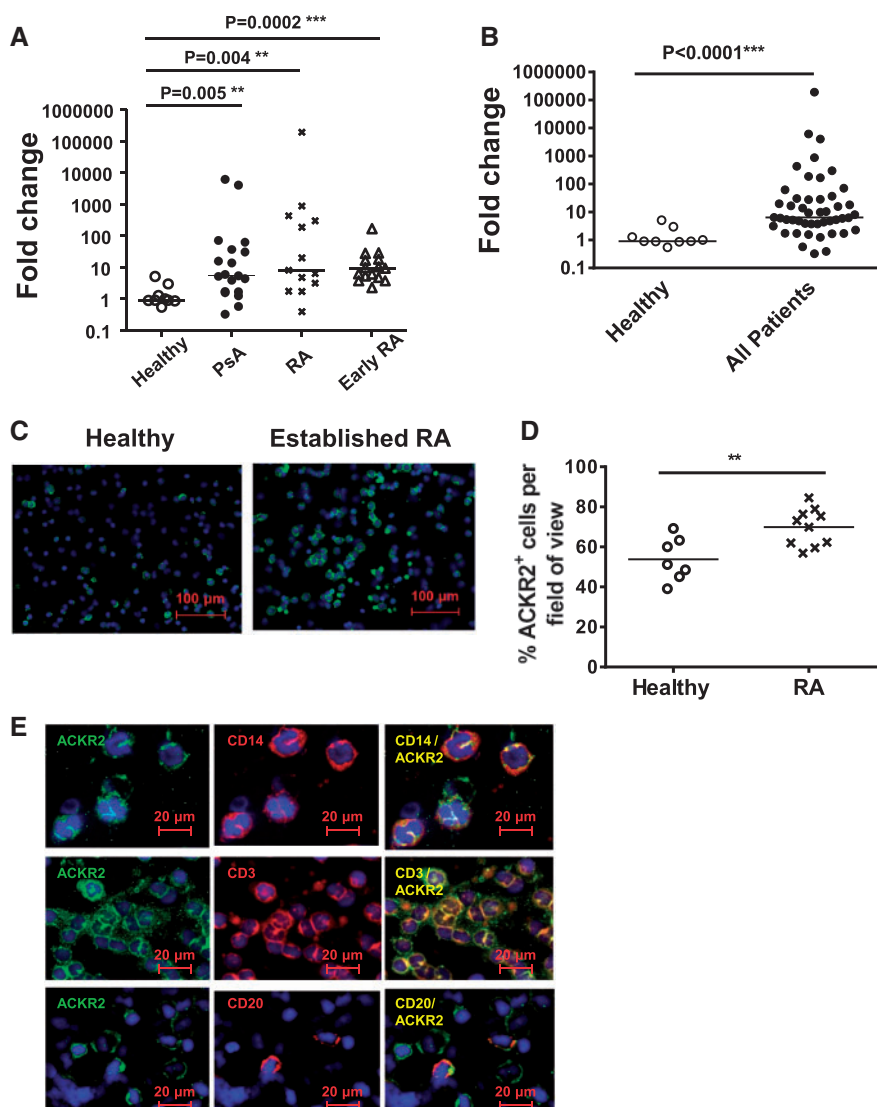 A
P=0.0002 ***
P=0.004 **
P=0.005 **
Fold change
1000000
100000
10000
1000
100
10
1
0.1
Healthy
PsA
RA
Early RA
B
P<0.0001***
Fold change
1000000
100000
10000
1000
100
10
1
0.1
Healthy
All Patients
C
Healthy
Established RA
100 µm
100 µm
D
**
% ACKR2+ cells per
field of view
100
80
60
40
20
0
Healthy
RA
E
ACKR2
20 µm
CD14
20 µm
CD14 /
ACKR2
20 µm
ACKR2
20 µm
CD3
20 µm
CD3 /
ACKR2
20 µm
ACKR2
20 µm
CD20
20 µm
CD20/
ACKR2
20 µm